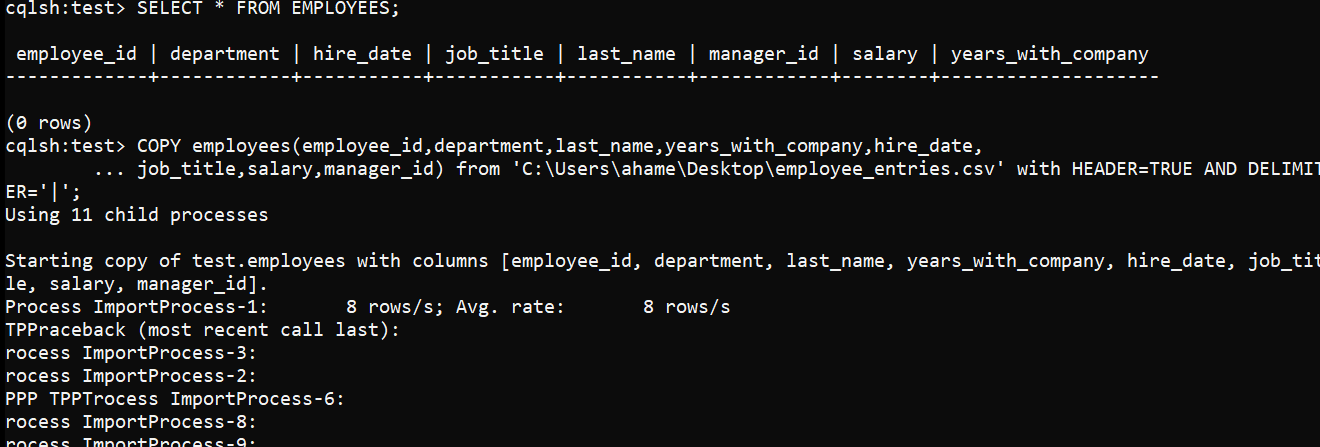 cqlsh:test> SELECT * FROM EMPLOYEES;
employee_id | department | hire_date | job_title | last_name | manager_id | salary | years_with_company
-------------+------------+-----------+-----------+-----------+------------+--------+--------------------
(0 rows)
cqlsh:test> COPY employees(employee_id,department,last_name,years_with_company,hire_date,
... job_title,salary,manager_id) from 'C:\Users\ahame\Desktop\employee_entries.csv' with HEADER=TRUE AND DELIMIT
ER='|';
Using 11 child processes
Starting copy of test.employees with columns [employee_id, department, last_name, years_with_company, hire_date, job_tit
le, salary, manager_id].
Process ImportProcess-1:       8 rows/s; Avg. rate:       8 rows/s
TPPraceback (most recent call last):
rocess ImportProcess-3:
rocess ImportProcess-2:
PPP TPPTrocess ImportProcess-6:
rocess ImportProcess-8:
rocess ImportProcess-9: